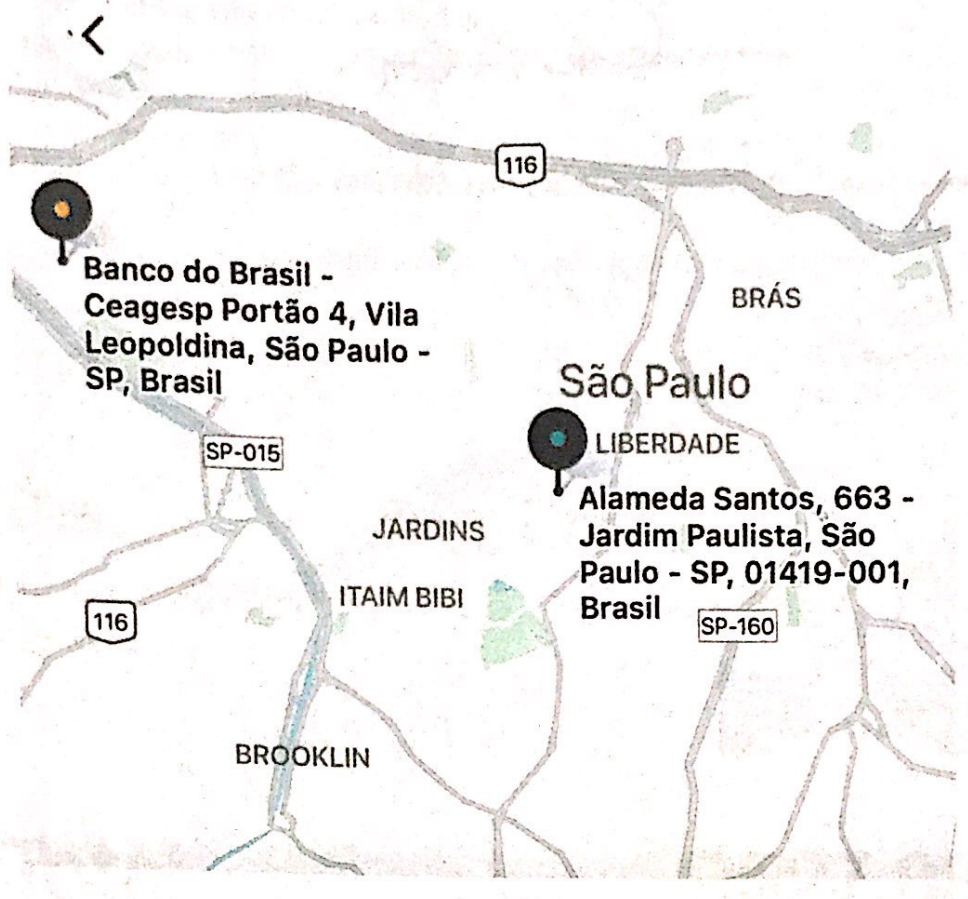 116
Banco do Brasil -
Ceagesp Portão 4, Vila
Leopoldina, São Paulo -
SP, Brasil
BRÁS
São Paulo
LIBERDADE
SP-015
Alameda Santos, 663 -
Jardim Paulista, São
Paulo - SP, 01419-001,
Brasil
JARDINS
ITAIM BIBI
116
SP-160
BROOKLIN